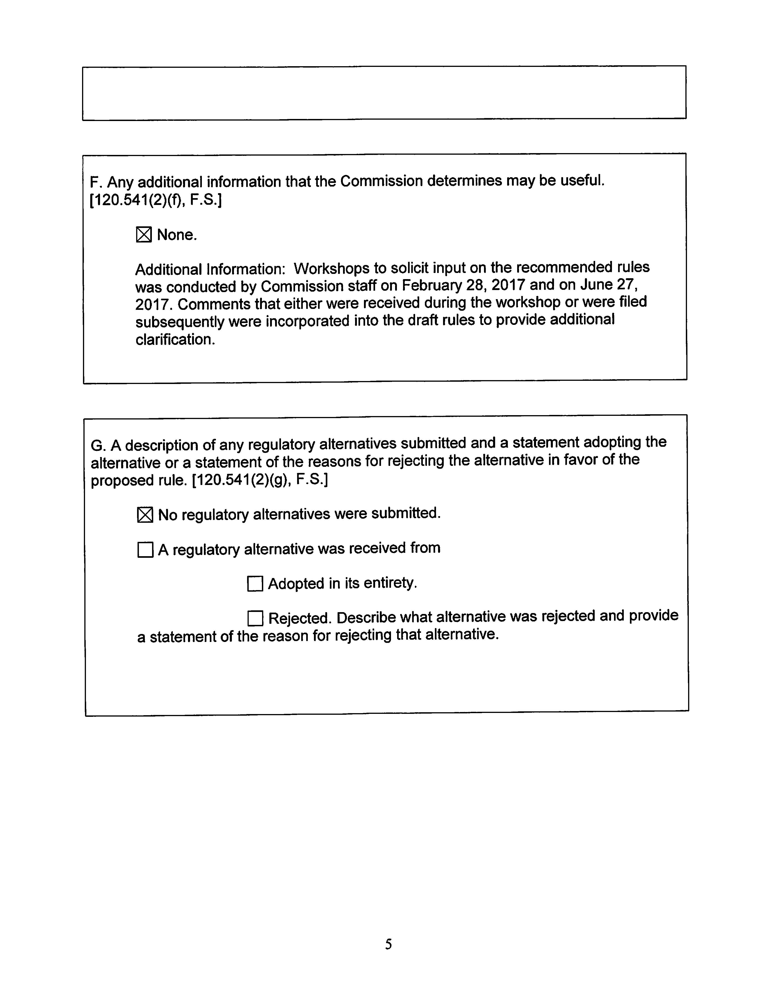 F. Any additional information that the Commission determines may be useful.
[120.541(2)(f), F.S.]
☒ None.
Additional Information: Workshops to solicit input on the recommended rules
was conducted by Commission staff on February 28, 2017 and on June 27,
2017. Comments that either were received during the workshop or were filed
subsequently were incorporated into the draft rules to provide additional
clarification.
G. A description of any regulatory alternatives submitted and a statement adopting the
alternative or a statement of the reasons for rejecting the alternative in favor of the
proposed rule. [120.541(2)(g), F.S.]
☒ No regulatory alternatives were submitted.
☐ A regulatory alternative was received from
☐ Adopted in its entirety.
☐ Rejected. Describe what alternative was rejected and provide
a statement of the reason for rejecting that alternative.
5